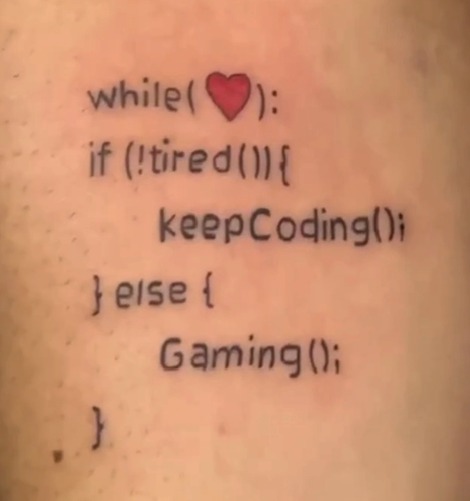 while(❤️):
if (!tired()){
keepCoding();
} else {
Gaming();
}